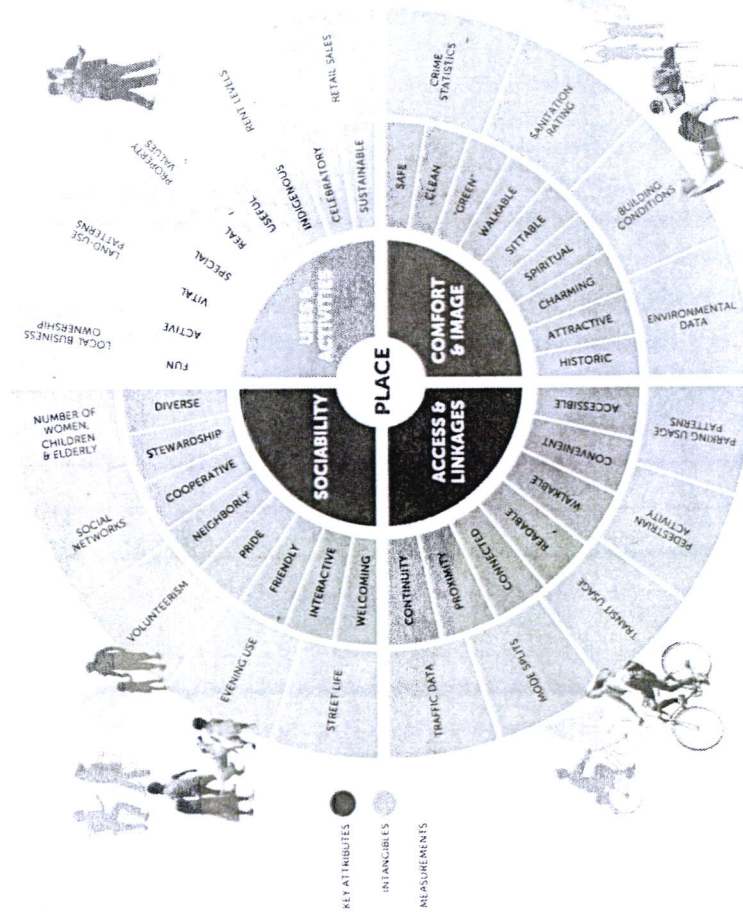 PLACE
SOCIABILITY
USES &
ACTIVITIES
COMFORT
& IMAGE
ACCESS &
LINKAGES
WELCOMING
INTERACTIVE
FRIENDLY
PRIDE
NEIGHBORLY
COOPERATIVE
STEWARDSHIP
DIVERSE
FUN
ACTIVE
VITAL
SPECIAL
REAL
USEFUL
INDIGENOUS
CELEBRATORY
SUSTAINABLE
SAFE
CLEAN
"GREEN"
WALKABLE
SITTABLE
SPIRITUAL
CHARMING
ATTRACTIVE
HISTORIC
ACCESSIBLE
CONVENIENT
WALKABLE
READABLE
CONNECTED
PROXIMITY
CONTINUITY
STREET LIFE
EVENING USE
VOLUNTEERISM
SOCIAL
NETWORKS
NUMBER OF
WOMEN,
CHILDREN
& ELDERLY
LOCAL BUSINESS
OWNERSHIP
LAND-USE
PATTERNS
PROPERTY
VALUES
RENT LEVELS
RETAIL SALES
CRIME
STATISTICS
SANITATION
RATING
BUILDING
CONDITIONS
ENVIRONMENTAL
DATA
PARKING USAGE
PATTERNS
PEDESTRIAN
ACTIVITY
TRANSIT USAGE
MODE SPLITS
TRAFFIC DATA
KEY ATTRIBUTES
INTANGIBLES
MEASUREMENTS